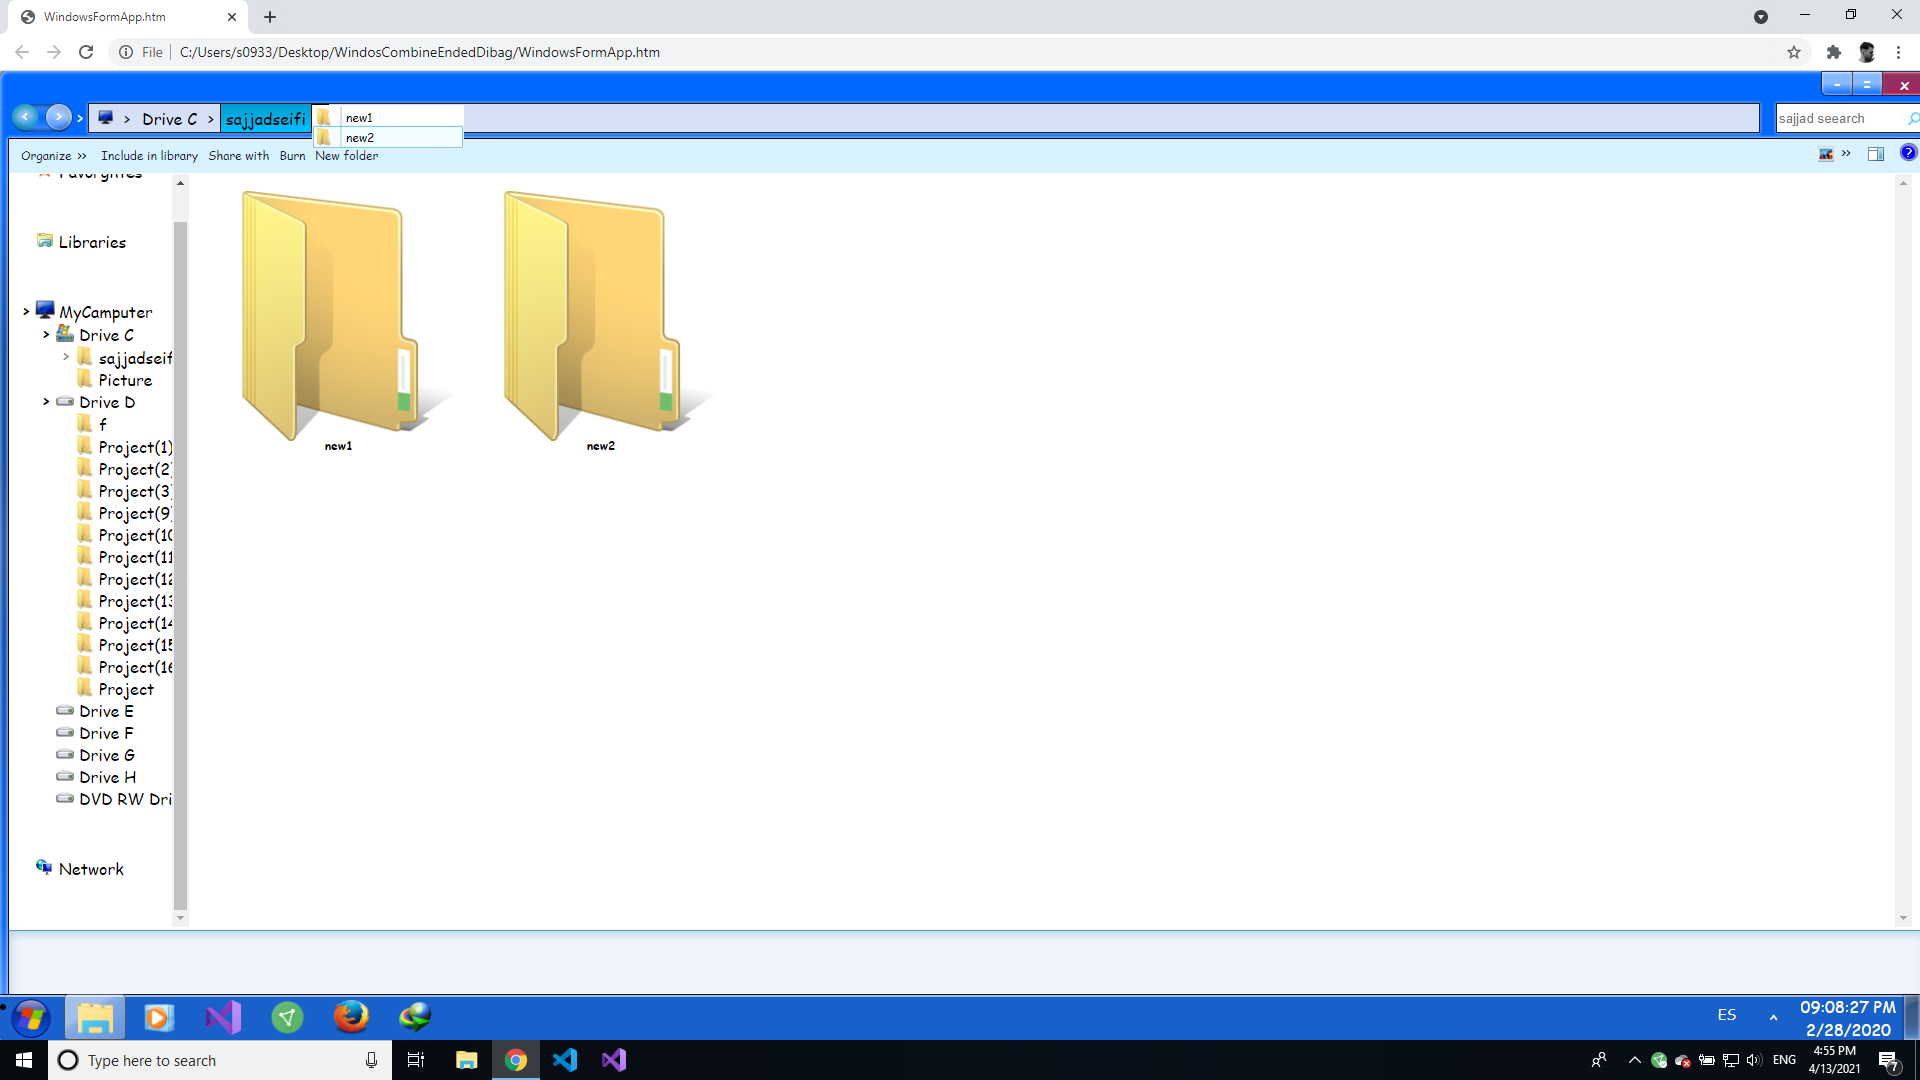 WindowsFormApp.htm
File
C:/Users/s0933/Desktop/WindosCombineEndedDibag/WindowsFormApp.htm
> > Drive C > sajjadseifi
new1
new2
sajjad seearch
Organize >> Include in library Share with Burn New folder
>>
?
Favorghtes
Libraries
> MyCamputer
> Drive C
> sajjadseif
Picture
> Drive D
f
Project(1)
Project(2)
Project(3)
Project(9)
Project(10
Project(11
Project(12
Project(13
Project(14
Project(15
Project(16
Project
Drive E
Drive F
Drive G
Drive H
DVD RW Dri
Network
new1
new2
ES
09:08:27 PM
2/28/2020
Type here to search
ENG
4:55 PM
4/13/2021
7